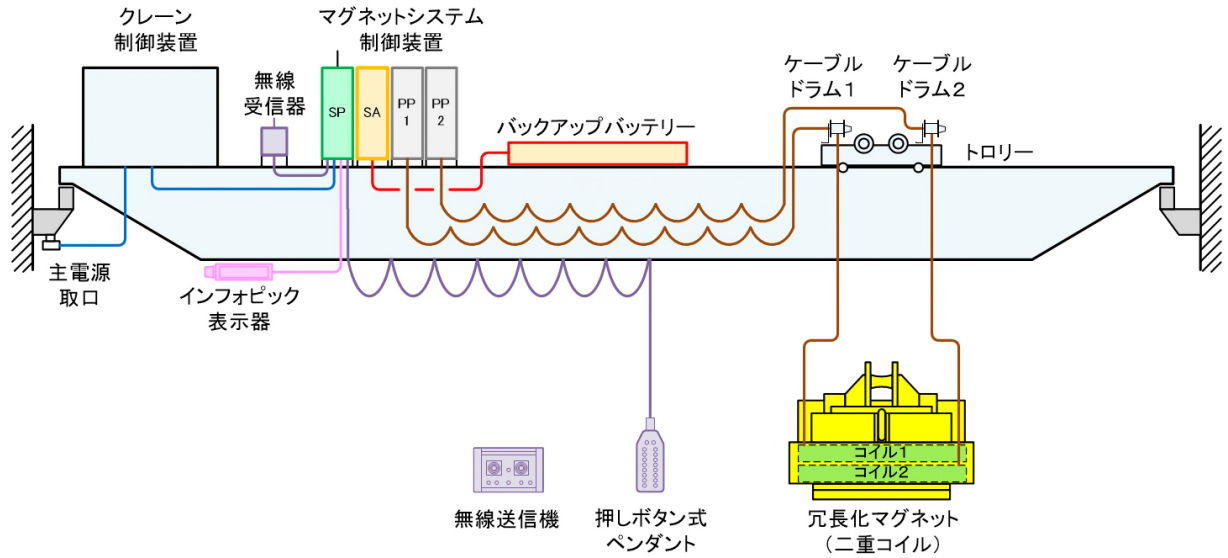 クレーン
制御装置
マグネットシステム
制御装置
無線
受信器
SP
SA
PP
1
PP
2
バックアップバッテリー
ケーブル
ドラム1
ケーブル
ドラム2
トロリー
主電源
取口
インフォピック
表示器
無線送信機
押しボタン式
ペンダント
コイル1
コイル2
冗長化マグネット
(二重コイル)